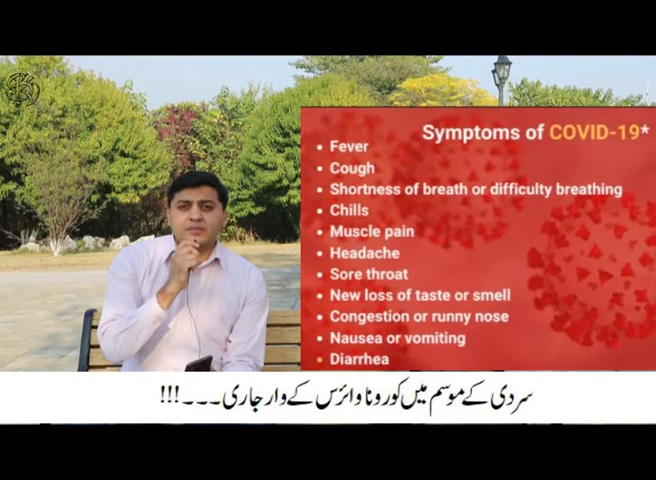 Symptoms of COVID-19*
• Fever
• Cough
• Shortness of breath or difficulty breathing
• Chills
• Muscle pain
• Headache
• Sore throat
• New loss of taste or smell
• Congestion or runny nose
• Nausea or vomiting
• Diarrhea
سردی کے موسم میں کورونا وائرس کے وار جاری ۔۔۔!!!